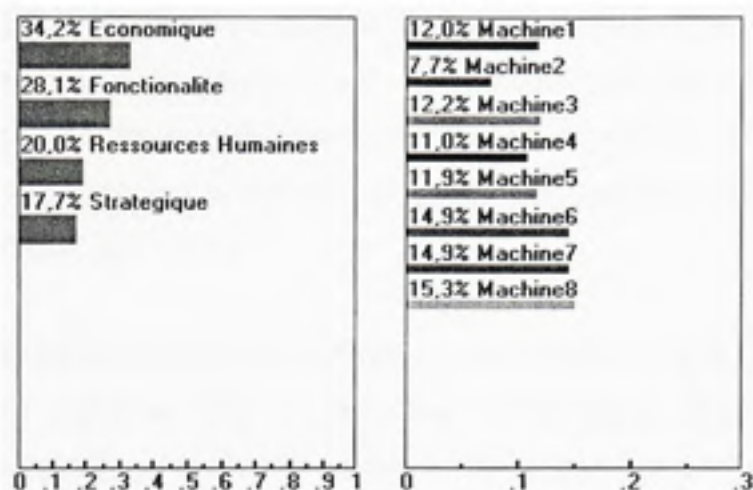 34,2% Economique
28,1% Fonctionalite
20,0% Ressources Humaines
17,7% Strategique
0 .1 .2 .3 .4 .5 .6 .7 .8 .9 1
12,0% Machine1
7,7% Machine2
12,2% Machine3
11,0% Machine4
11,9% Machine5
14,9% Machine6
14,9% Machine7
15,3% Machine8
0 .1 .2 .3